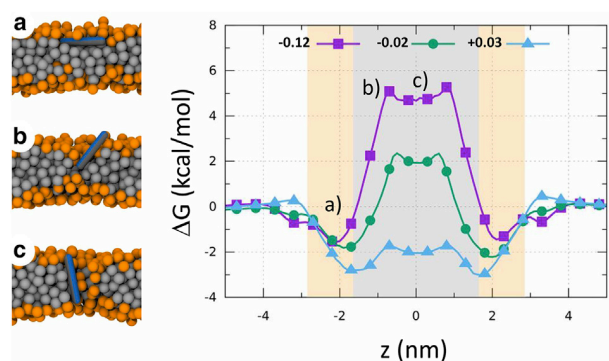 a
b
c
-0.12 -0.02 +0.03
8
6
4
2
0
-2
-4
ΔG (kcal/mol)
a)
b)
c)
-4 -2 0 2 4
z (nm)